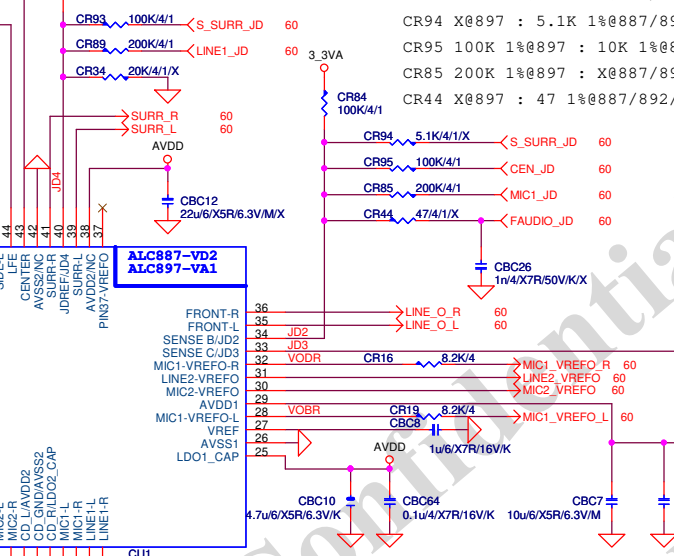 CR93 100K/4/1 S_SURR_JD 60
CR94 X@897 : 5.1K 1%@887/
CR89 200K/4/1 LINE1_JD 60
CR95 100K 1%@897 : 10K 1%@
3_3VA
CR34 20K/4/1/X
CR85 200K 1%@897 : X@887/
CR84
100K/4/1
CR44 X@897 : 47 1%@887/892/
SURR_R 60
SURR_L 60
CR94 5.1K/4/1/X S_SURR_JD 60
AVDD
CR95 100K/4/1 CEN_JD 60
JD4
CR85 200K/4/1 MIC1_JD 60
CBC12
22u/6/X5R/6.3V/M/X
CR44 47/4/1/X FAUDIO_JD 60
44 43 42 41 40 39 38 37
LFE
CENTER
AVSS2/NC
SURR-R
JDREF/JD4
SURR-L
AVDD2/NC
PIN37-VREFO
ALC887-VD2
ALC897-VA1
CBC26
1n/4/X7R/50V/K/X
FRONT-R 36 LINE_O_R 60
FRONT-L 35 LINE_O_L 60
SENSE B/JD2 34 JD2
SENSE C/JD3 33 JD3
MIC1-VREFO-R 32 VODR CR16 8.2K/4 MIC1_VREFO_R 60
LINE2-VREFO 31 LINE2_VREFO 60
MIC2-VREFO 30 MIC2_VREFO 60
AVDD1 29
MIC1-VREFO-L 28 VOBR CR19 8.2K/4 MIC1_VREFO_L 60
VREF 27 CBC8
1u/6/X7R/16V/K
AVSS1 26
LDO1_CAP 25
AVDD
MIC2-R
CD_L/AVDD2
CD_GND/AVSS2
CD_R/LDO2_CAP
MIC1-L
MIC1-R
LINE1-L
LINE1-R
CBC10
4.7u/6/X5R/6.3V/K
CBC64
0.1u/4/X7R/16V/K
CBC7
10u/6/X5R/6.3V/M
CU1
Confidentia